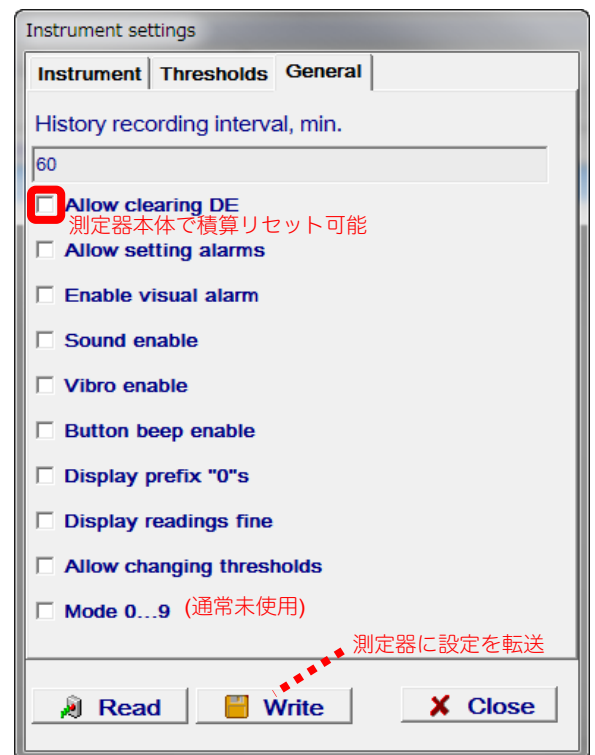 Instrument settings
Instrument Thresholds General
History recording interval, min.
60
Allow clearing DE
測定器本体で積算リセット可能
Allow setting alarms
Enable visual alarm
Sound enable
Vibro enable
Button beep enable
Display prefix "0"s
Display readings fine
Allow changing thresholds
Mode 0...9 (通常未使用)
測定器に設定を転送
Read Write Close